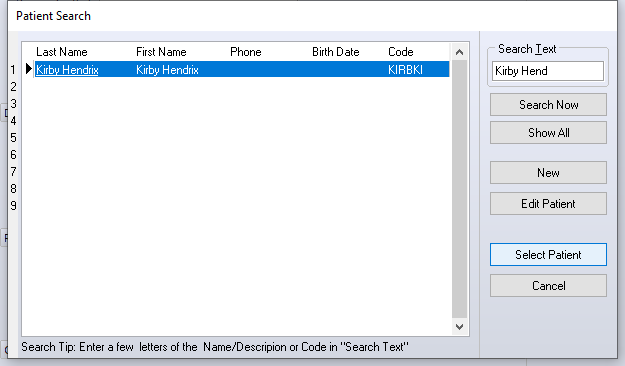 Patient Search
Last Name First Name Phone Birth Date Code
1 Kirby Hendrix Kirby Hendrix KIRBKI
2
3
4
5
6
7
8
9
Search Text
Kirby Hend
Search Now
Show All
New
Edit Patient
Select Patient
Cancel
Search Tip: Enter a few letters of the Name/Descripion or Code in "Search Text"